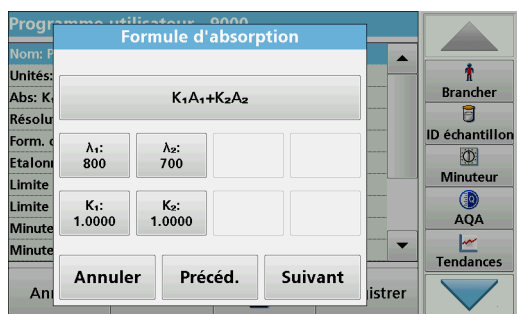 Programme utilisateur 9000
Formule d'absorption
Nom: P
Unités:
Abs: K₁
Résolu
Form. c
Etalonn
Limite
Limite
Minute
Minute
K₁A₁+K₂A₂
λ₁:
800
λ₂:
700
K₁:
1.0000
K₂:
1.0000
Annuler
Précéd.
Suivant
An
istrer
Brancher
ID échantillon
Minuteur
AQA
Tendances